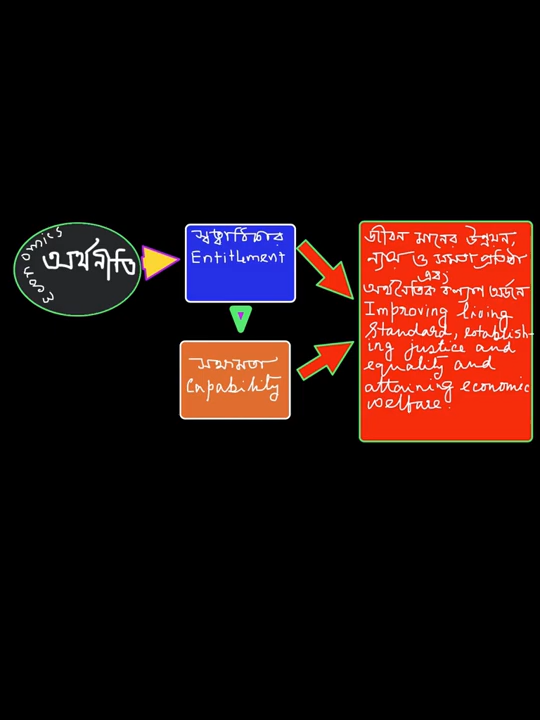 Economics
অর্থনীতি
স্বত্বাধিকার
Entitlement
সক্ষমতা
Capability
জীবন মানের উন্নয়ন,
ন্যায় ও সমতা প্রতিষ্ঠা
এবং
অর্থনৈতিক কল্যাণ অর্জন
Improving living
Standard, establish-
ing justice and
equality and
attaining economic
welfare.